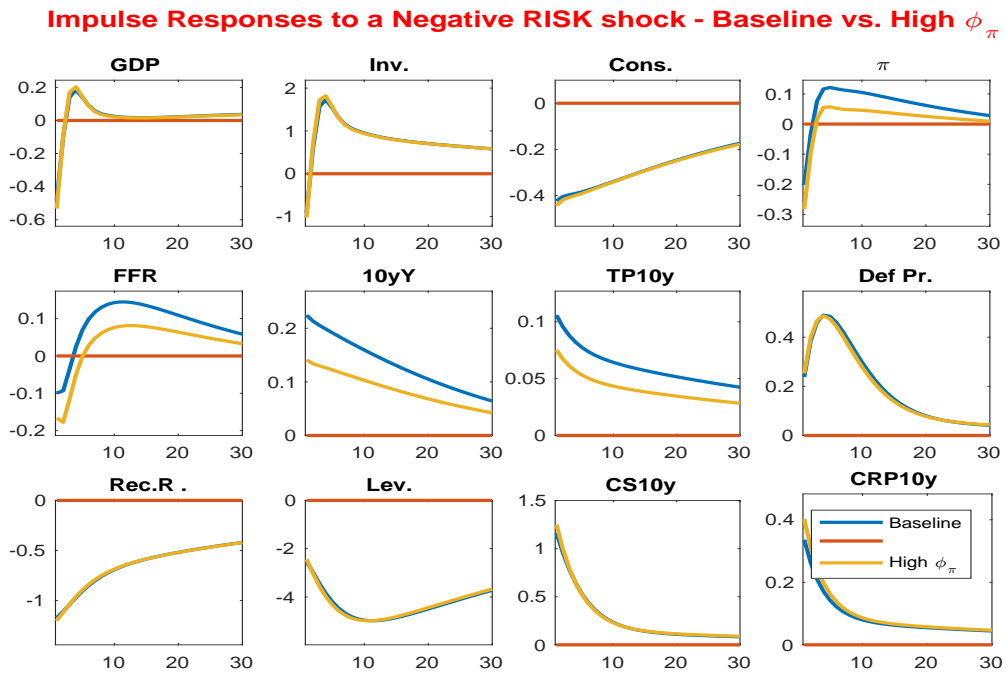 Impulse Responses to a Negative RISK shock - Baseline vs. High ϕ_π
GDP Inv. Cons. π
0.2 2 0 0.1
0 1 -0.2 0
-0.2 0 -0.4 -0.1
-0.4 -1 -0.2
-0.6 -0.3
10 20 30 10 20 30 10 20 30 10 20 30
FFR 10yY TP10y Def Pr.
0.1 0.2 0.1 0.4
0 0.1 0.05 0.2
-0.1 0 0 0
-0.2
10 20 30 10 20 30 10 20 30 10 20 30
Rec.R . Lev. CS10y CRP10y
0 0 1.5 0.4
-0.5 -2 1 0.2
-1 -4 0.5 0
0
10 20 30 10 20 30 10 20 30 10 20 30
Baseline
High ϕ_π